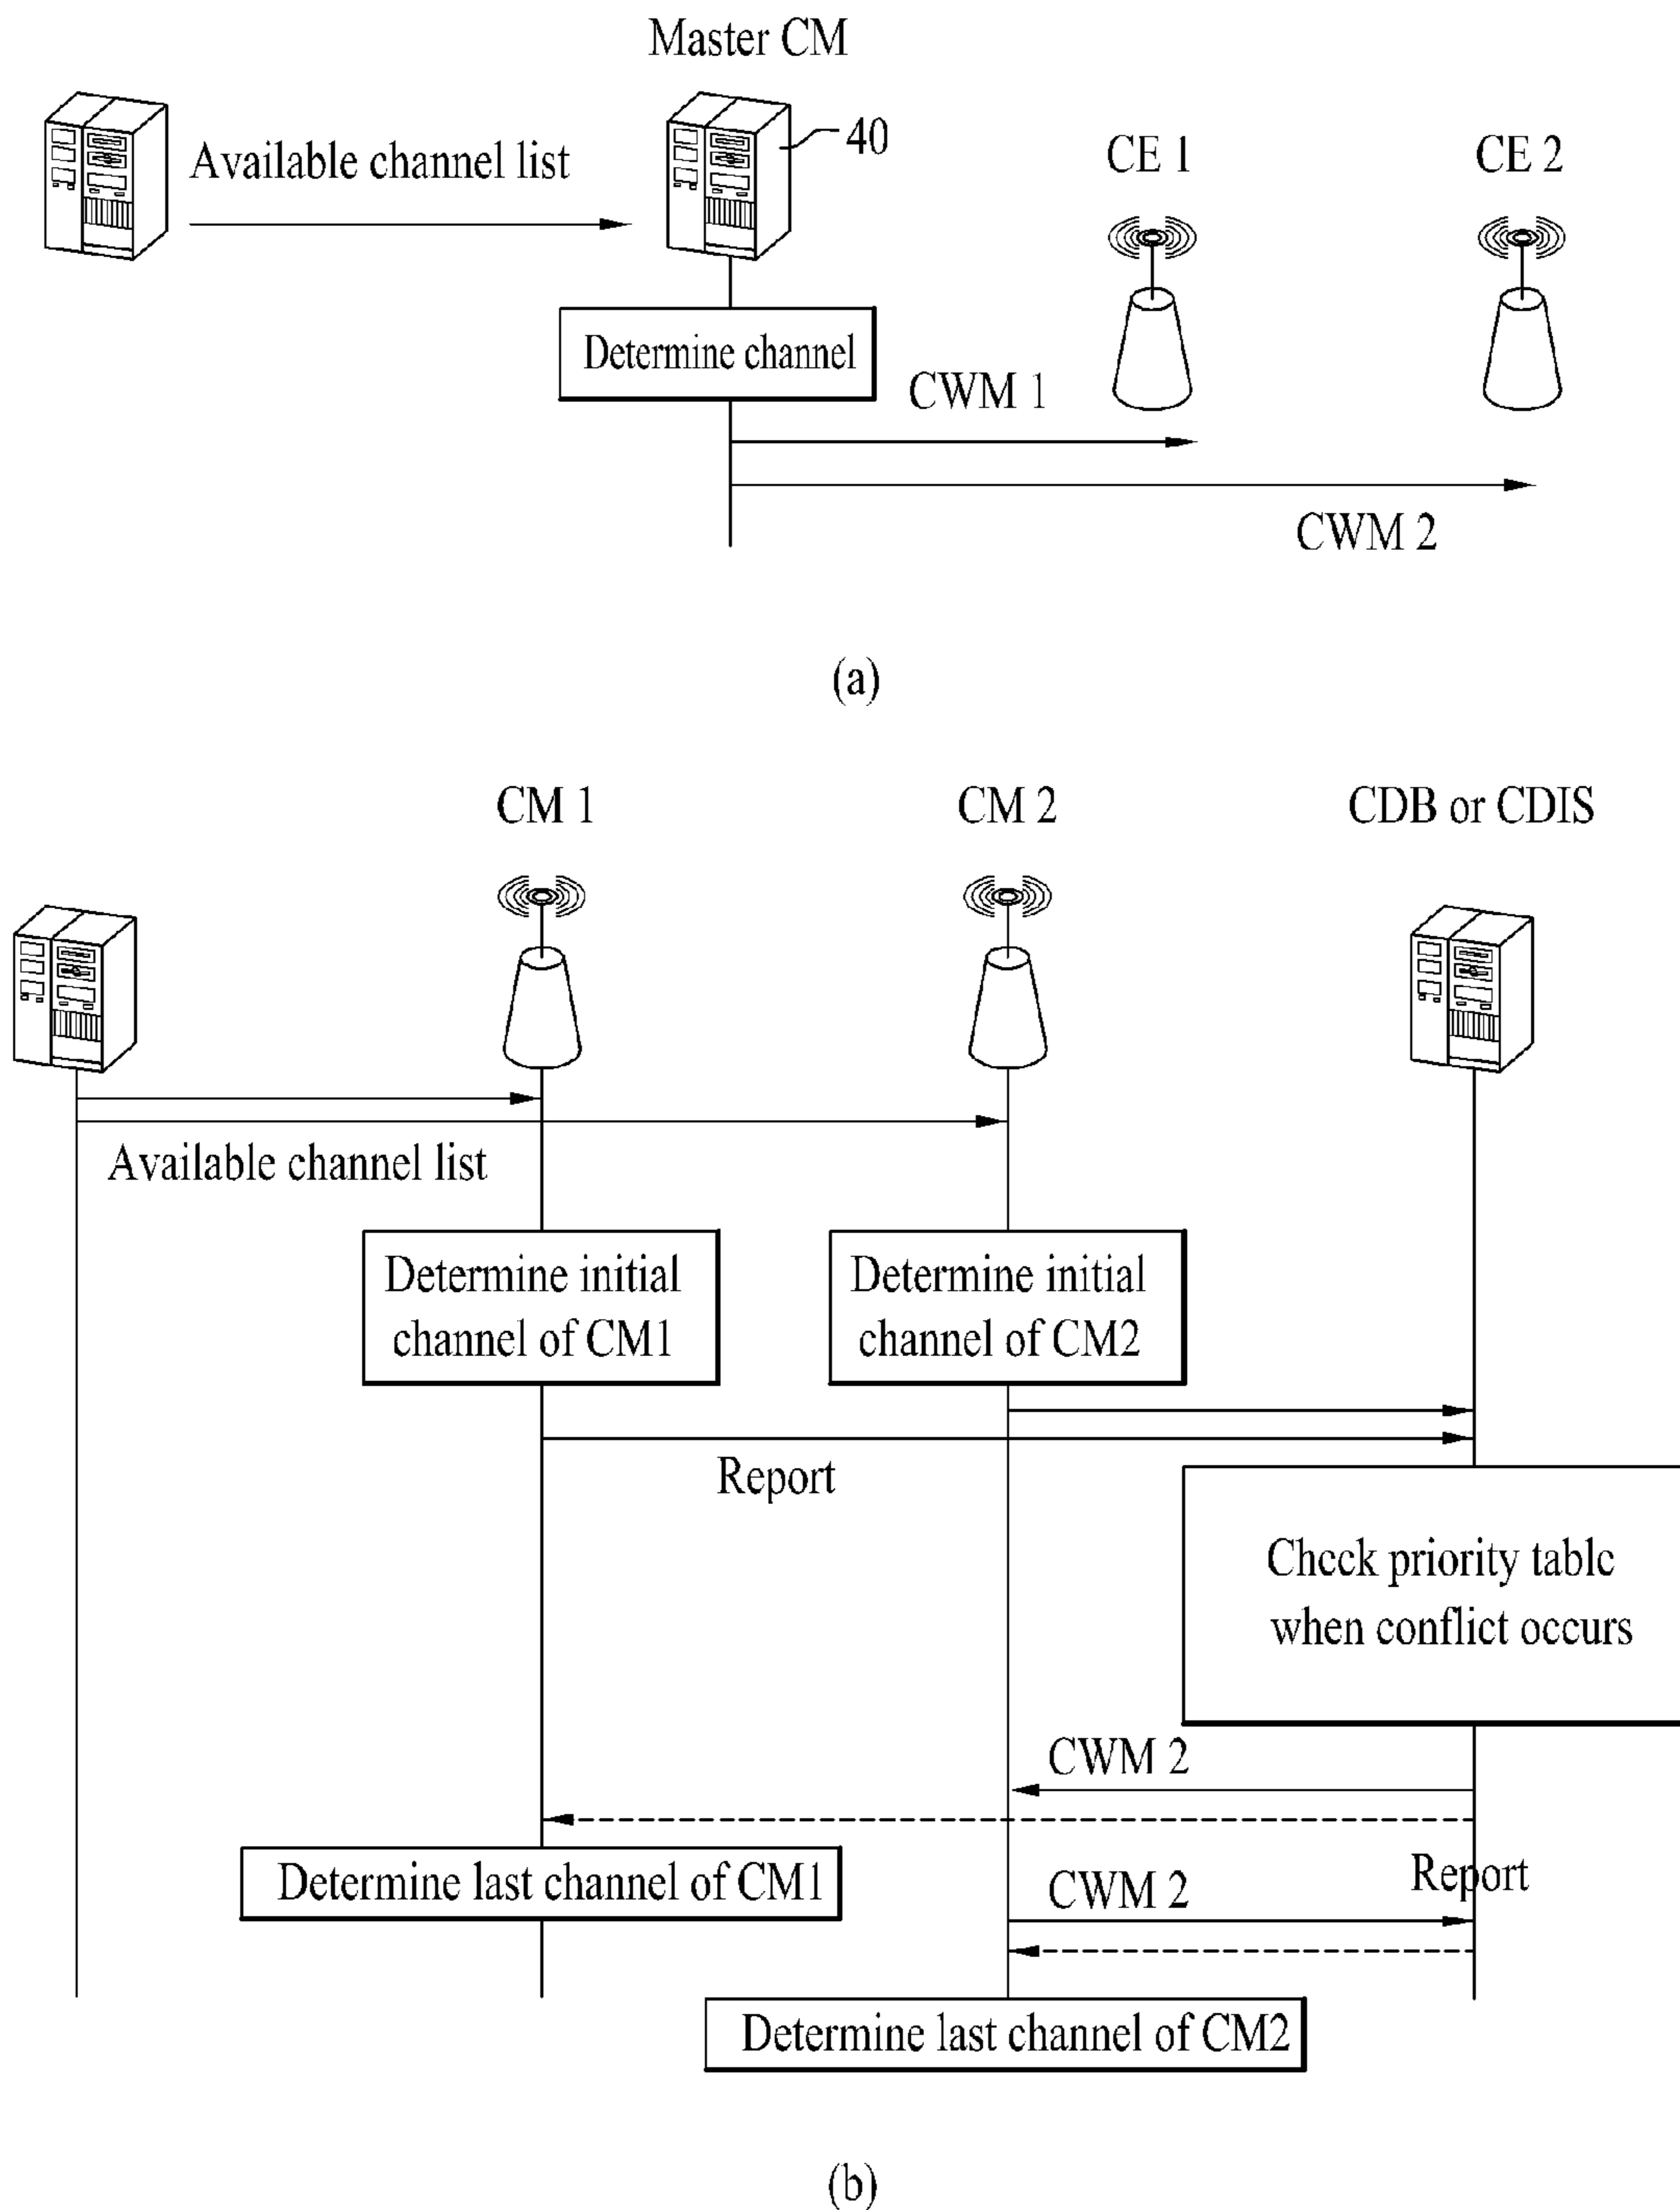 Master CM
40
Available channel list
CE 1
CE 2
Determine channel
CWM 1
CWM 2
(a)
CM 1
CM 2
CDB or CDIS
Available channel list
Determine initial
channel of CM1
Determine initial
channel of CM2
Report
Check priority table
when conflict occurs
CWM 2
Determine last channel of CM1
CWM 2
Report
Determine last channel of CM2
(b)